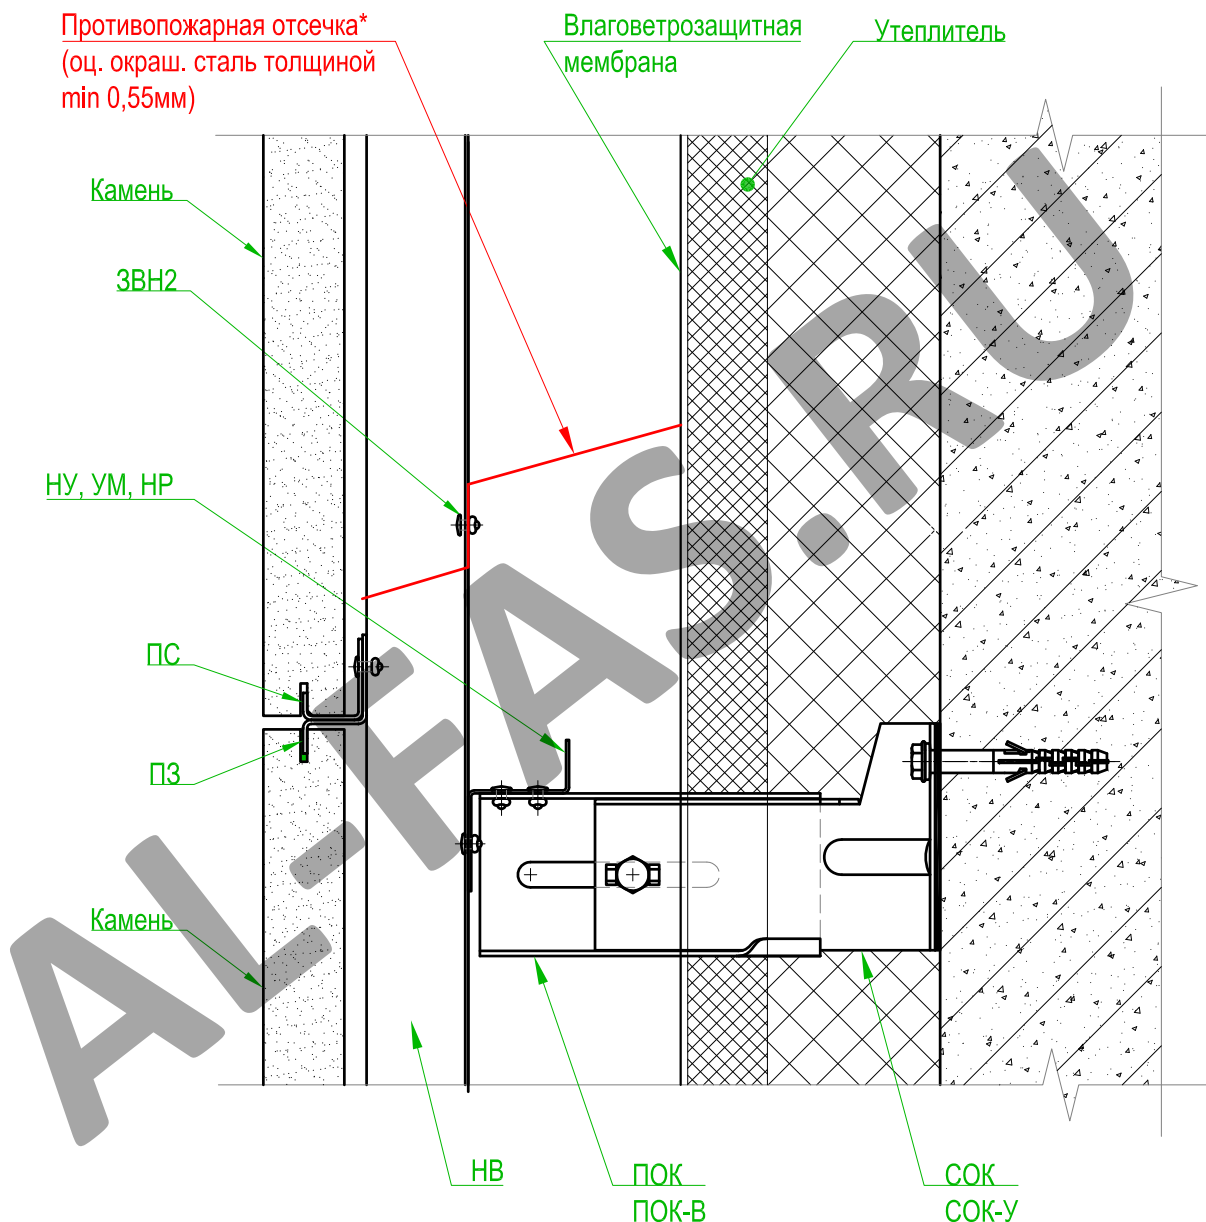 Противопожарная отсечка*
(оц. окраш. сталь толщиной
min 0,55мм)
Влаговетрозащитная
мембрана
Утеплитель
Камень
ЗВН2
НУ, УМ, НР
ПС
ПЗ
Камень
НВ
ПОК
ПОК-В
СОК
СОК-У
AL-FAS.RU